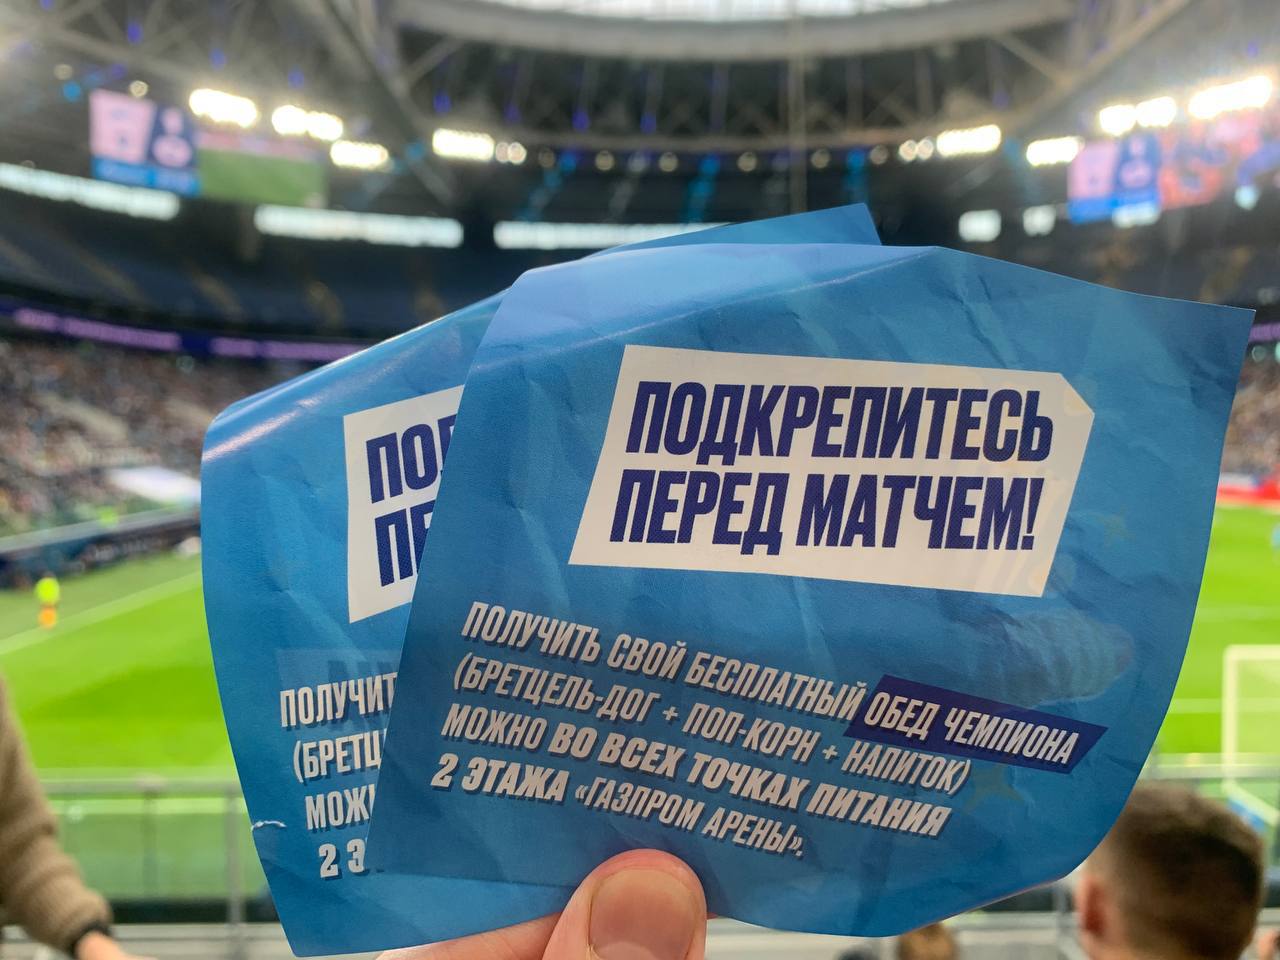 ПОДКРЕПИТЕСЬ
ПЕРЕД МАТЧЕМ!
ПОЛУЧИТЬ СВОЙ БЕСПЛАТНЫЙ ОБЕД ЧЕМПИОНА
(БРЕТЦЕЛЬ-ДОГ + ПОП-КОРН + НАПИТОК)
МОЖНО ВО ВСЕХ ТОЧКАХ ПИТАНИЯ
2 ЭТАЖА «ГАЗПРОМ АРЕНЫ».